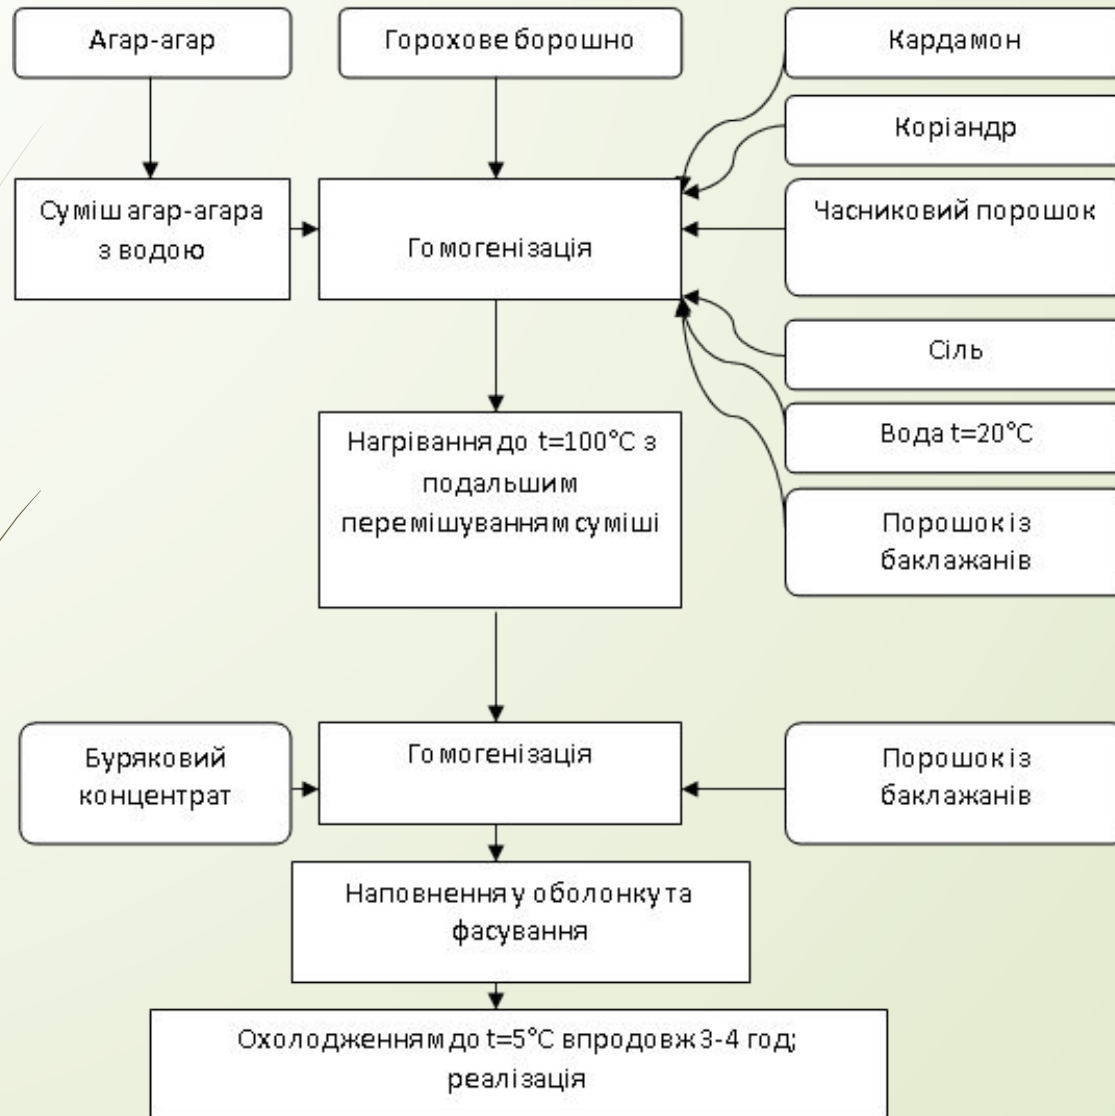 Агар-агар
Горохове борошно
Кардамон
Коріандр
Суміш агар-агара
з водою
Гомогенізація
Часниковий порошок
Сіль
Вода t=20°C
Нагрівання до t=100°C з
подальшим
перемішуванням суміші
Порошок із
баклажанів
Буряковий
концентрат
Гомогенізація
Порошок із
баклажанів
Наповнення у оболонку та
фасування
Охолодженням до t=5°C впродовж 3-4 год;
реалізація